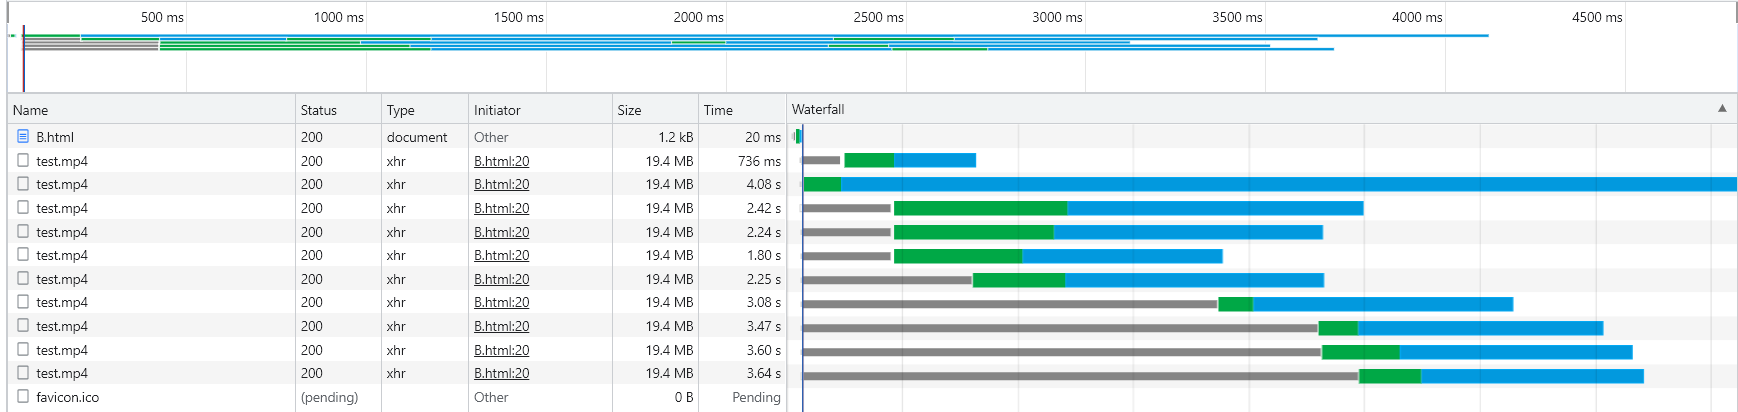 500 ms 1000 ms 1500 ms 2000 ms 2500 ms 3000 ms 3500 ms 4000 ms 4500 ms
Name Status Type Initiator Size Time Waterfall
B.html 200 document Other 1.2 kB 20 ms
test.mp4 200 xhr B.html:20 19.4 MB 736 ms
test.mp4 200 xhr B.html:20 19.4 MB 4.08 s
test.mp4 200 xhr B.html:20 19.4 MB 2.42 s
test.mp4 200 xhr B.html:20 19.4 MB 2.24 s
test.mp4 200 xhr B.html:20 19.4 MB 1.80 s
test.mp4 200 xhr B.html:20 19.4 MB 2.25 s
test.mp4 200 xhr B.html:20 19.4 MB 3.08 s
test.mp4 200 xhr B.html:20 19.4 MB 3.47 s
test.mp4 200 xhr B.html:20 19.4 MB 3.60 s
test.mp4 200 xhr B.html:20 19.4 MB 3.64 s
favicon.ico (pending) Other 0 B Pending